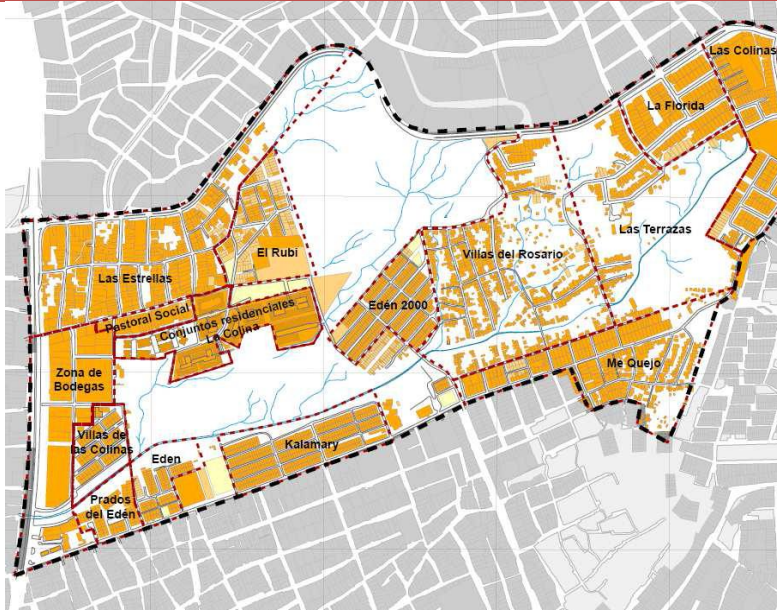 Las Colinas
La Florida
Las Terrazas
Villas del Rosario
El Rubi
Las Estrellas
Edén 2000
Pastoral Social
Conjuntos residenciales
La Colina
Zona de
Bodegas
Me Quejo
Villas de
las Colinas
Kalamary
Eden
Prados
del Edén